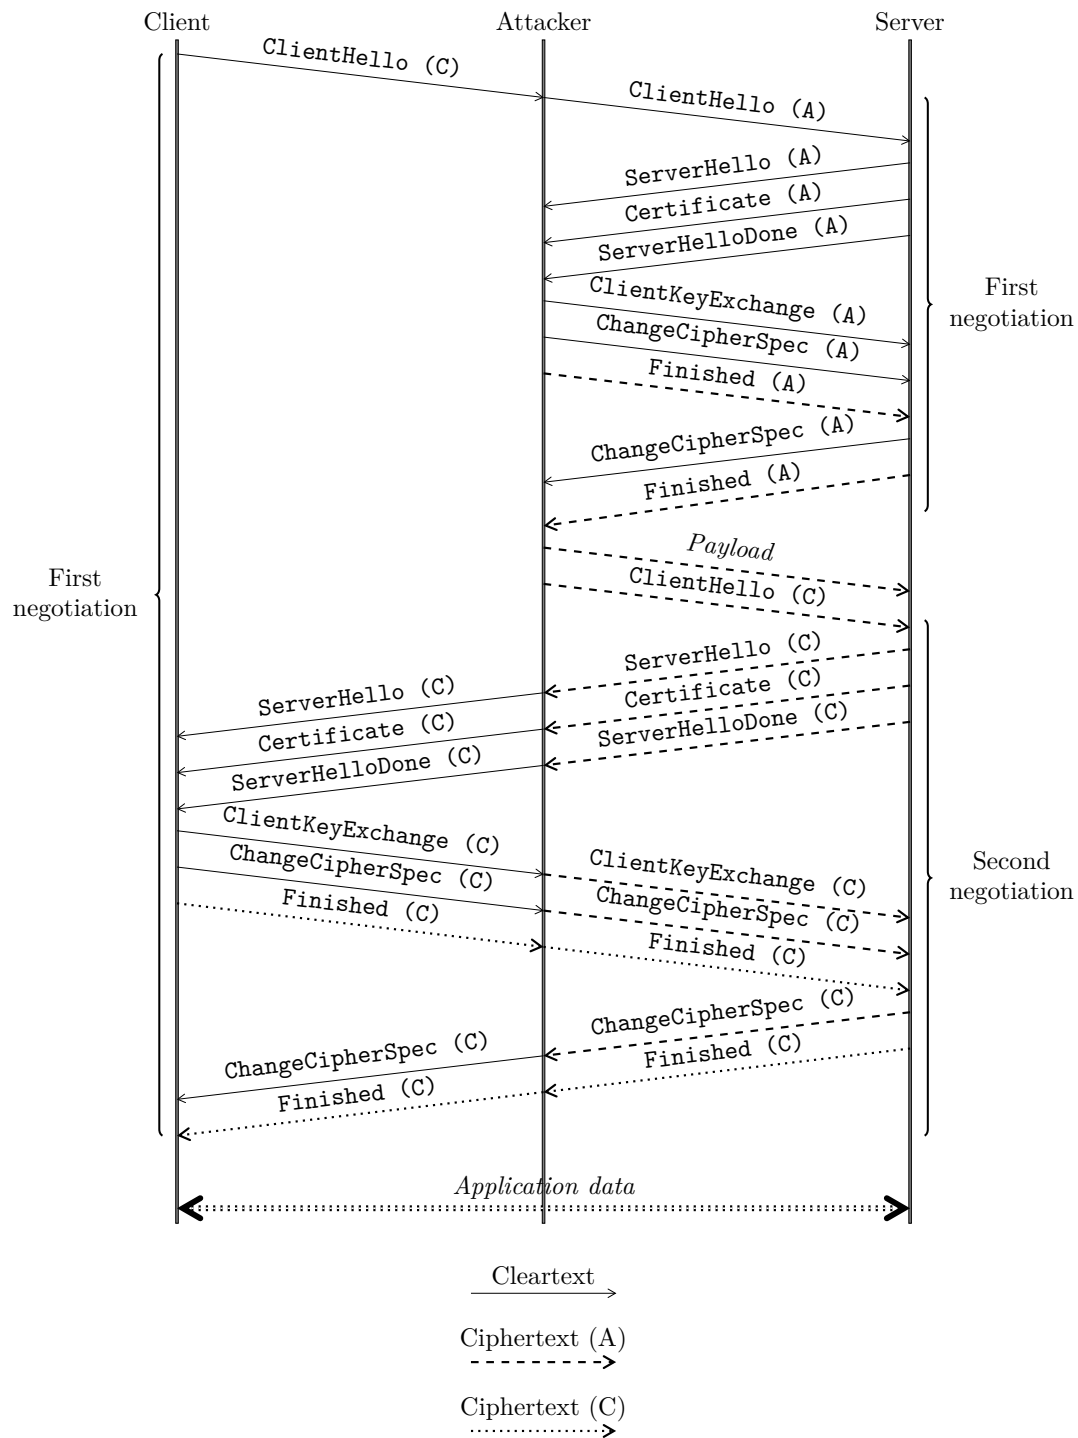 Client
Attacker
Server
ClientHello (C)
ClientHello (A)
ServerHello (A)
Certificate (A)
ServerHelloDone (A)
First
negotiation
ClientKeyExchange (A)
ChangeCipherSpec (A)
Finished (A)
ChangeCipherSpec (A)
Finished (A)
Payload
First
negotiation
ClientHello (C)
ServerHello (C)
ServerHello (C)
Certificate (C)
Certificate (C)
ServerHelloDone (C)
ServerHelloDone (C)
ClientKeyExchange (C)
ClientKeyExchange (C)
Second
negotiation
ChangeCipherSpec (C)
ChangeCipherSpec (C)
Finished (C)
Finished (C)
ChangeCipherSpec (C)
ChangeCipherSpec (C)
Finished (C)
Finished (C)
Application data
Cleartext
Ciphertext (A)
Ciphertext (C)